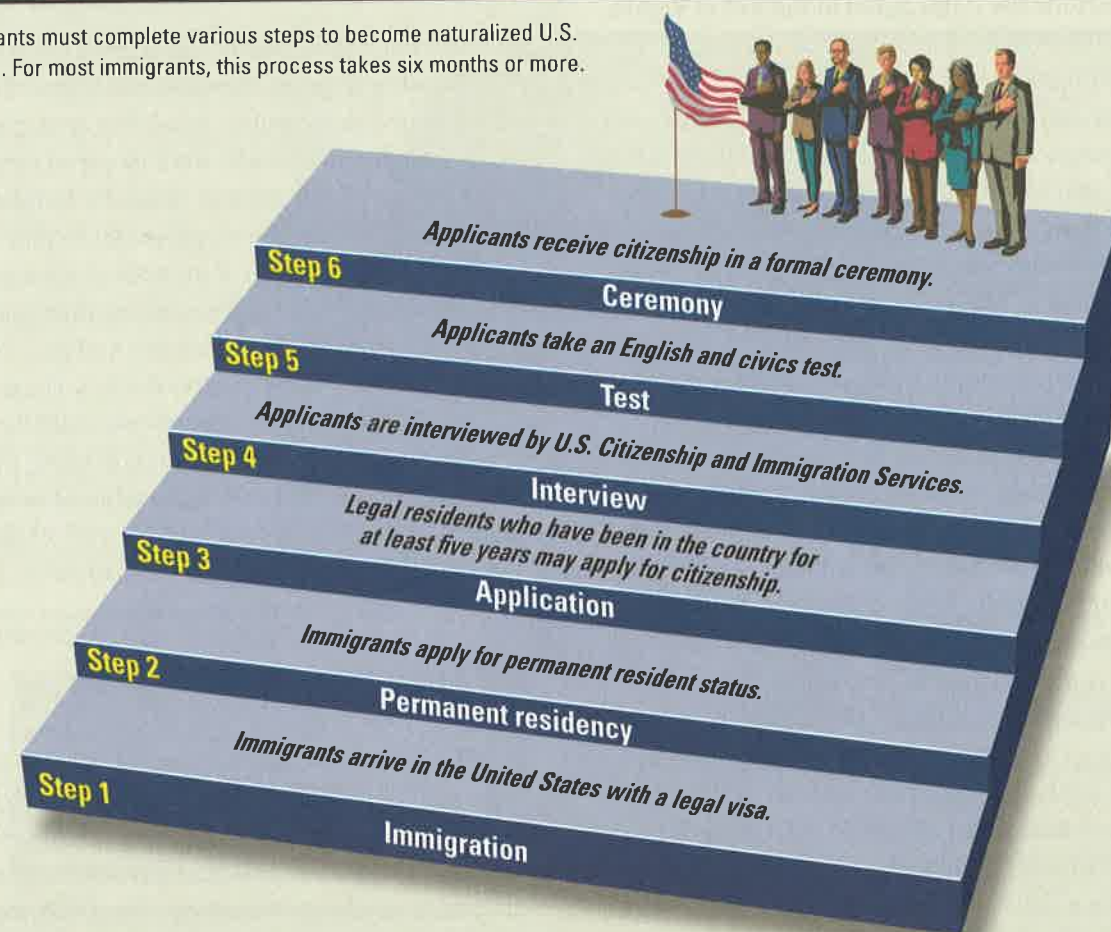 must complete various steps to become naturalized U.S.
For most immigrants, this process takes six months or more.
Applicants receive citizenship in a formal ceremony.
Step 6
Ceremony
Applicants take an English and civics test.
Step 5
Test
Applicants are interviewed by U.S. Citizenship and Immigration Services.
Step 4
Interview
Legal residents who have been in the country for
at least five years may apply for citizenship.
Step 3
Application
Immigrants apply for permanent resident status.
Step 2
Permanent residency
Immigrants arrive in the United States with a legal visa.
Step 1
Immigration